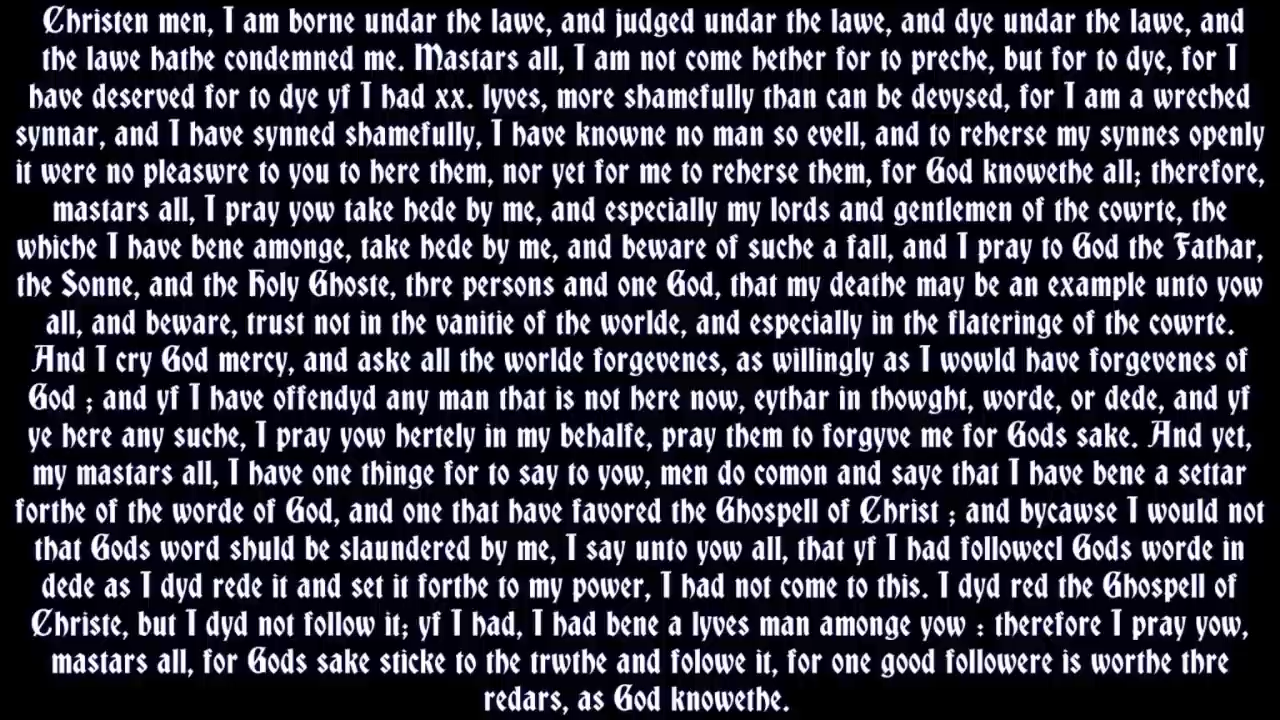 Christen men, I am borne undar the lawe, and judged undar the lawe, and dye undar the lawe, and
the lawe hathe condemned me. Mastars all, I am not come hether for to preche, but for to dye, for I
have deserved for to dye yf I had xx. lyves, more shamefully than can be devysed, for I am a wreched
synnar, and I have synned shamefully, I have knowne no man so evell, and to reherse my synnes openly
it were no pleaswre to you to here them, nor yet for me to reherse them, for God knowethe all; therefore,
mastars all, I pray yow take hede by me, and especially my lords and gentlemen of the cowrte, the
whiche I have bene amonge, take hede by me, and beware of suche a fall, and I pray to God the Fathar,
the Sonne, and the Holy Ghoste, thre persons and one God, that my deathe may be an example unto yow
all, and beware, trust not in the vanitie of the worlde, and especially in the flateringe of the cowrte.
And I cry God mercy, and aske all the worlde forgevenes, as willingly as I wowld have forgevenes of
God ; and yf I have offendyd any man that is not here now, eythar in thowght, worde, or dede, and yf
ye here any suche, I pray yow hertely in my behalfe, pray them to forgyve me for Gods sake. And yet,
my mastars all, I have one thinge for to say to yow, men do comon and saye that I have bene a settar
forthe of the worde of God, and one that have favored the Ghospell of Christ ; and bycawse I would not
that Gods word shuld be slaundered by me, I say unto yow all, that yf I had followecl Gods worde in
dede as I dyd rede it and set it forthe to my power, I had not come to this. I dyd red the Ghospell of
Christe, but I dyd not follow it; yf I had, I had bene a lyves man amonge yow : therefore I pray yow,
mastars all, for Gods sake sticke to the trwthe and folowe it, for one good followere is worthe thre
redars, as God knowethe.